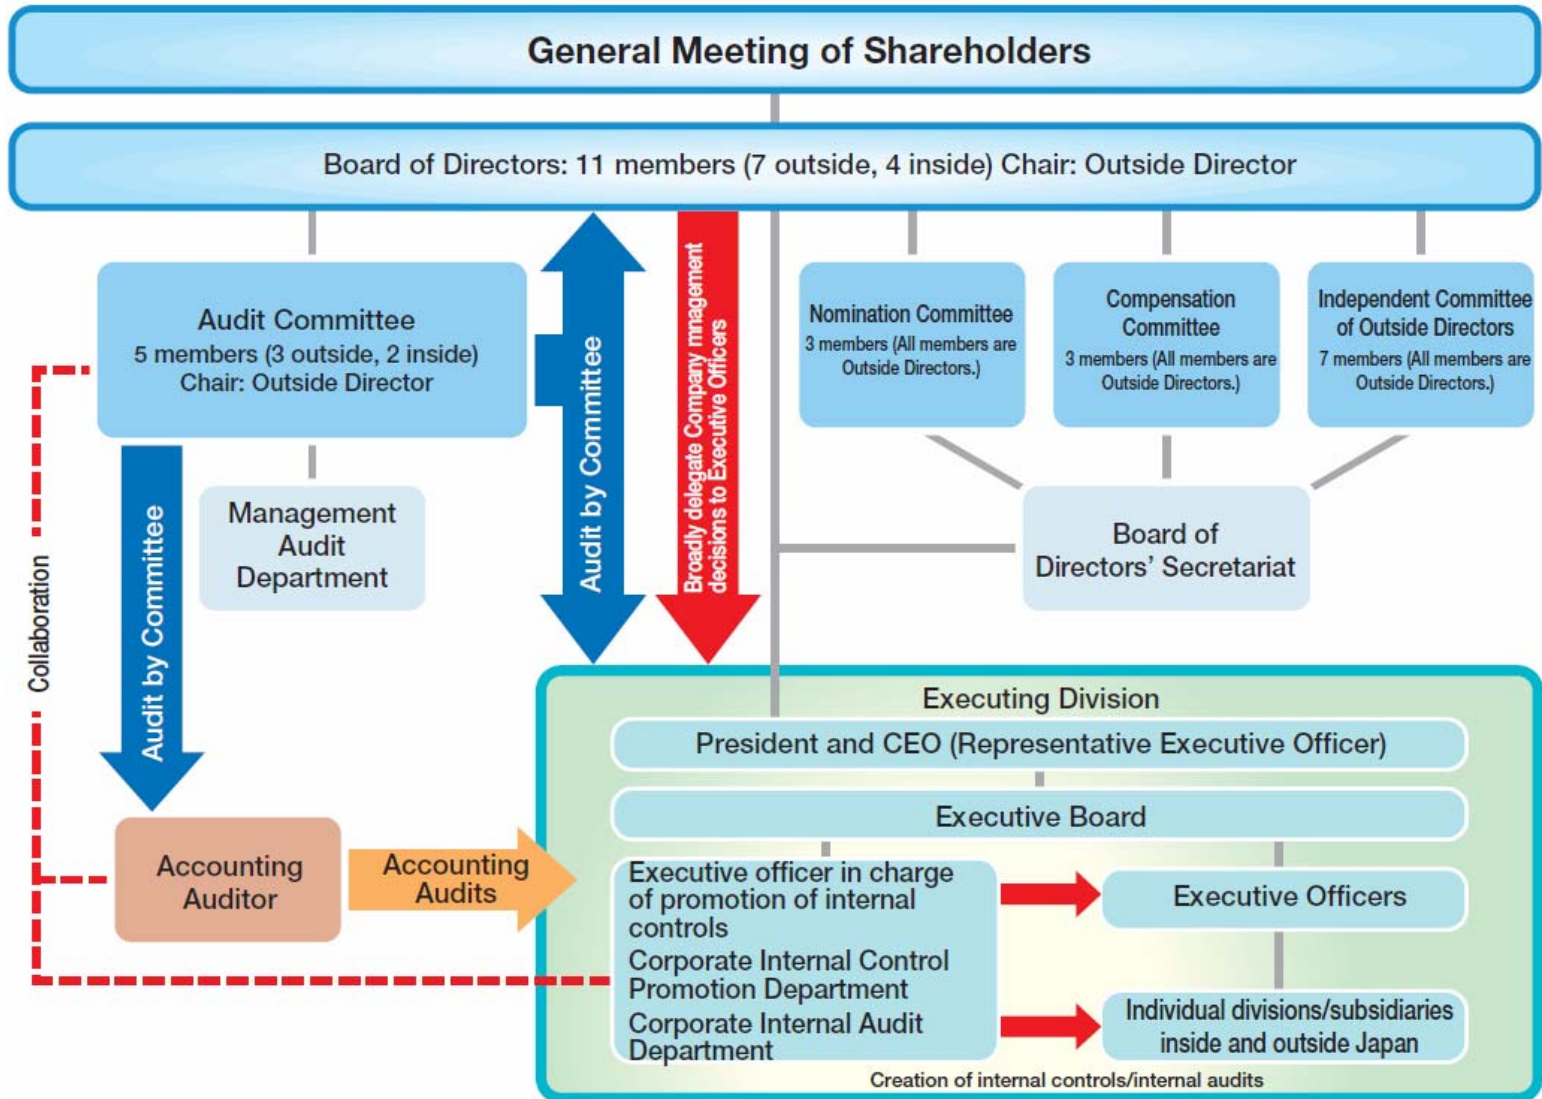 General Meeting of Shareholders
Board of Directors: 11 members (7 outside, 4 inside) Chair: Outside Director
Audit Committee
5 members (3 outside, 2 inside)
Chair: Outside Director
Audit by Committee
Broadly delegate Company mnagement
decisions to Executive Officers
Nomination Committee
3 members (All members are
Outside Directors.)
Compensation
Committee
3 members (All members are
Outside Directors.)
Independent Committee
of Outside Directors
7 members (All members are
Outside Directors.)
Collaboration
Audit by Committee
Management
Audit
Department
Board of
Directors’ Secretariat
Executing Division
President and CEO (Representative Executive Officer)
Executive Board
Accounting
Auditor
Accounting
Audits
Executive officer in charge
of promotion of internal
controls
Corporate Internal Control
Promotion Department
Corporate Internal Audit
Department
Executive Officers
Individual divisions/subsidiaries
inside and outside Japan
Creation of internal controls/internal audits